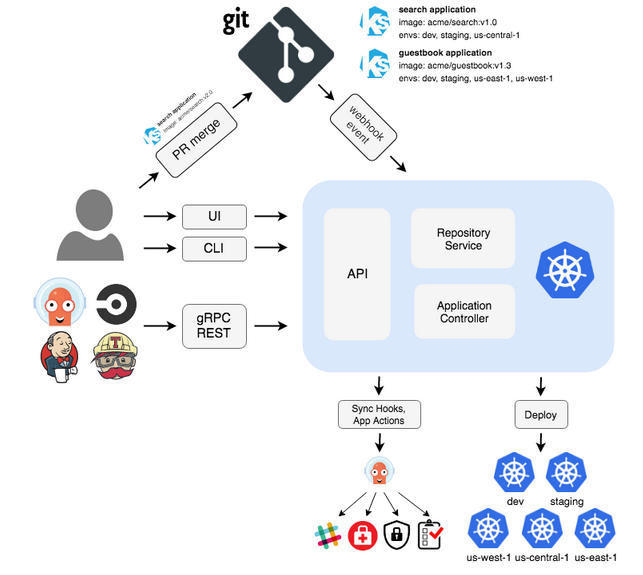 git
search application
image: acme/search:v1.0
envs: dev, staging, us-central-1
guestbook application
image: acme/guestbook:v1.3
envs: dev, staging, us-east-1, us-west-1
search application
image: acme/search:v2.0
PR merge
webhook
event
UI
CLI
gRPC
REST
API
Repository
Service
Application
Controller
Sync Hooks,
App Actions
Deploy
dev
staging
us-west-1
us-central-1
us-east-1
KS
KS
KS
T